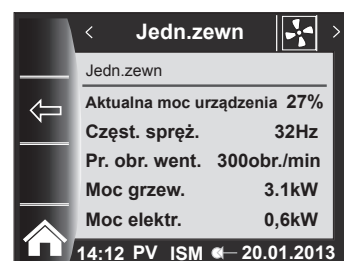 < Jedn.zewn >
Jedn.zewn
Aktualna moc urządzenia 27%
Częst. spręż. 32Hz
Pr. obr. went. 300obr./min
Moc grzew. 3.1kW
Moc elektr. 0,6kW
14:12 PV ISM 20.01.2013